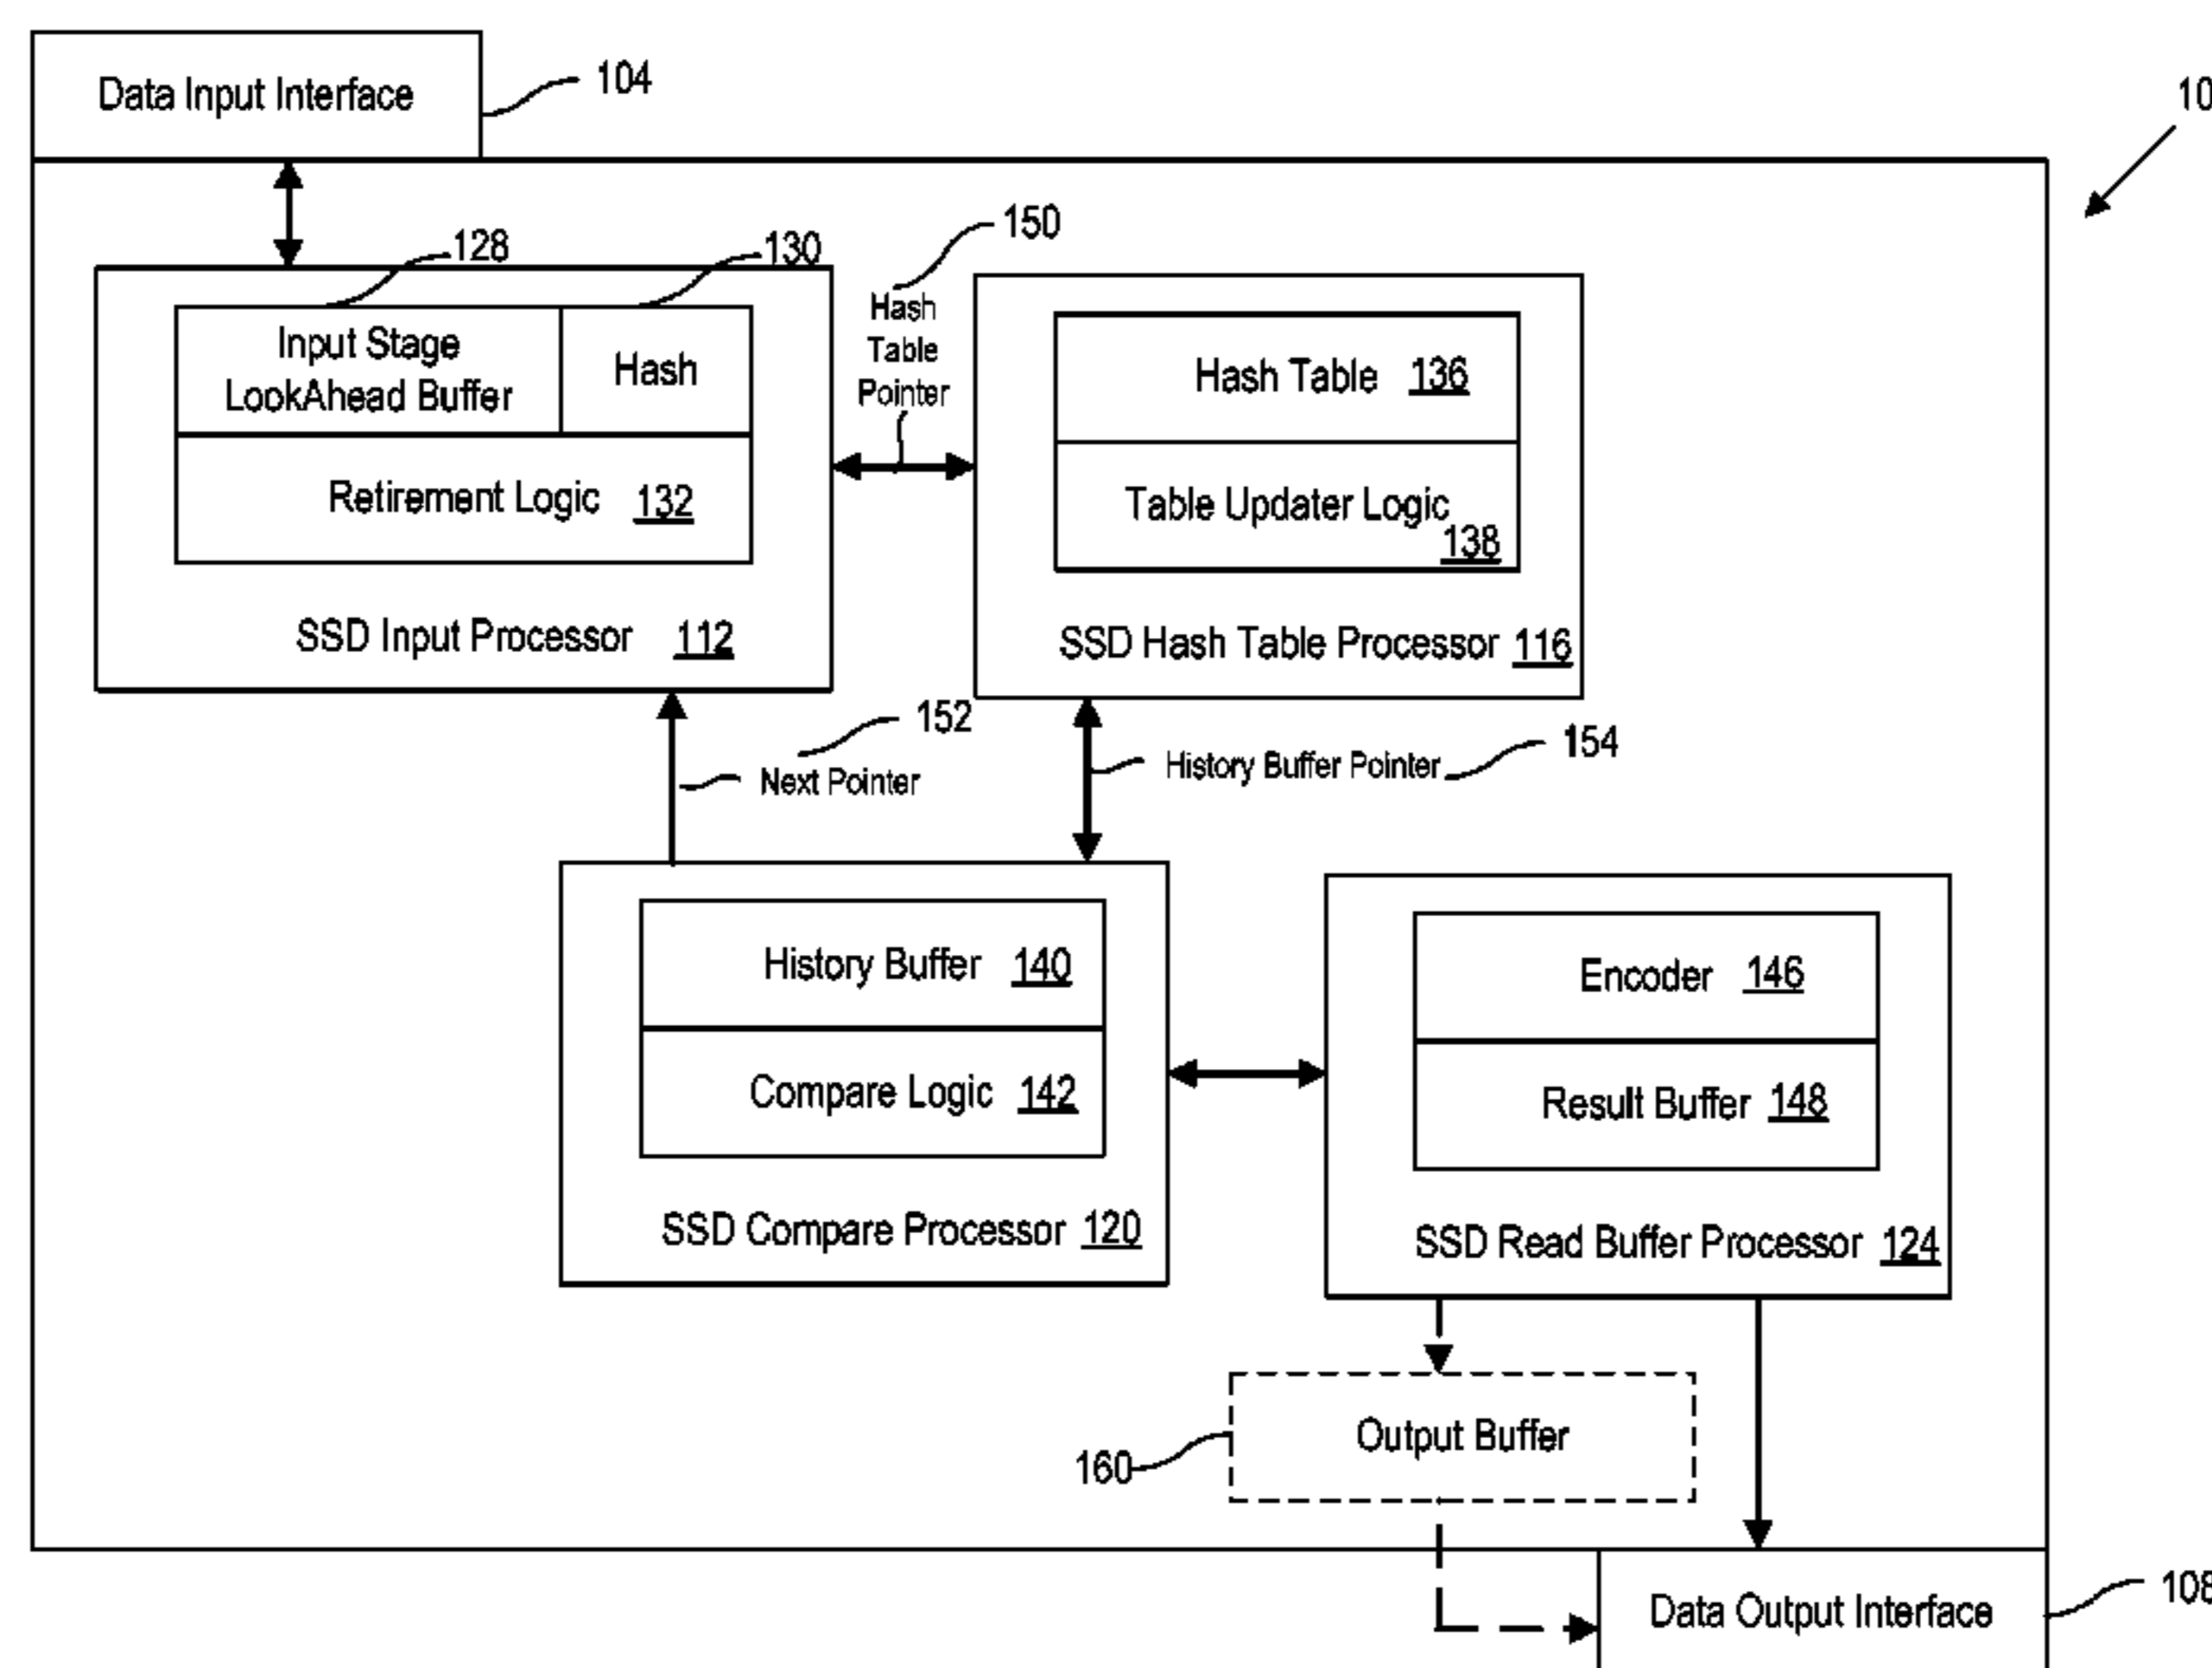 Data Input Interface
104
10
150
128
130
Hash
Table
Pointer
Input Stage
LookAhead Buffer
Hash
Retirement Logic 132
SSD Input Processor 112
Hash Table 136
Table Updater Logic
138
SSD Hash Table Processor 116
152
Next Pointer
154
History Buffer Pointer
History Buffer 140
Compare Logic 142
SSD Compare Processor 120
Encoder 146
Result Buffer 148
SSD Read Buffer Processor 124
Output Buffer
160
Data Output Interface
108